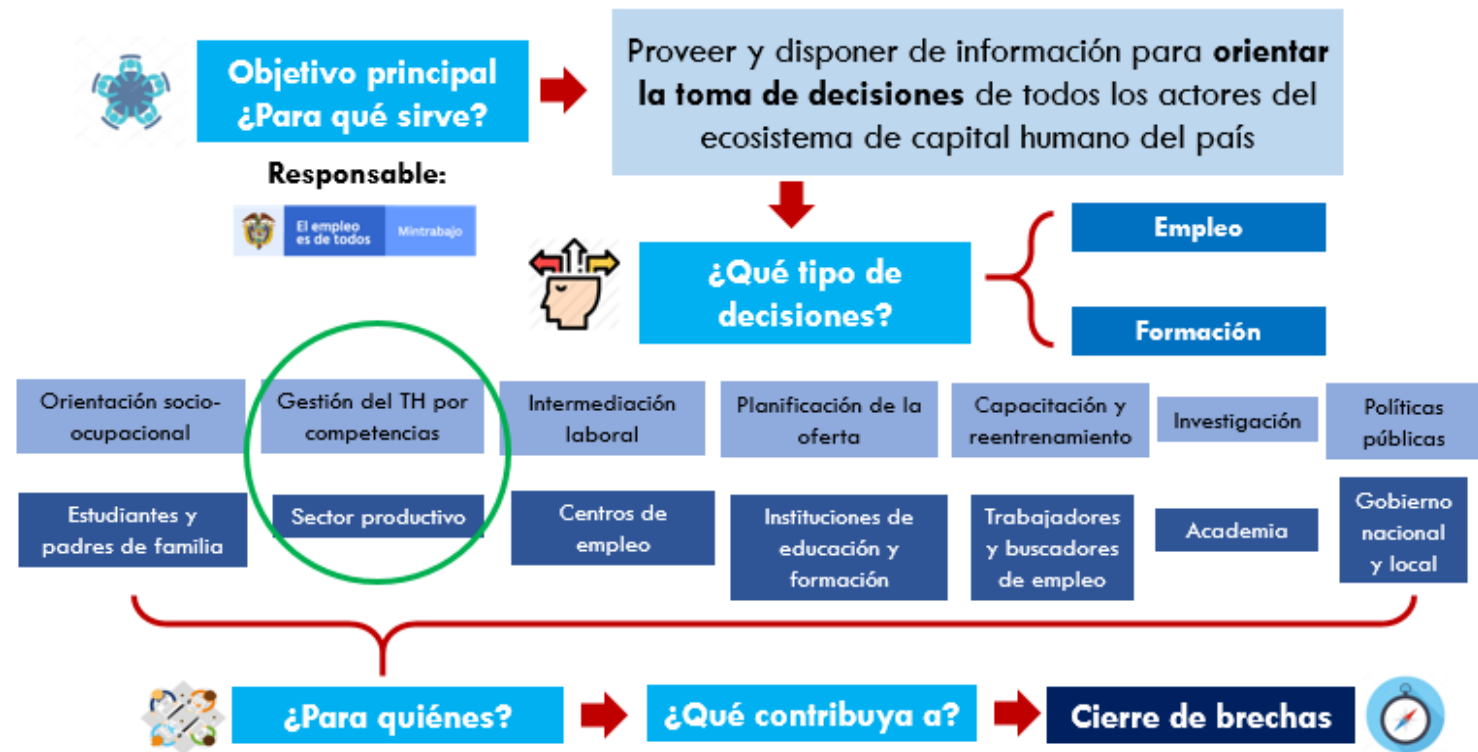 Objetivo principal
¿Para qué sirve?
Proveer y disponer de información para orientar
la toma de decisiones de todos los actores del
ecosistema de capital humano del país
Responsable:
El empleo
es de todos
Mintrabajo
¿Qué tipo de
decisiones?
Empleo
Formación
Orientación socio-
ocupacional
Gestión del TH por
competencias
Intermediación
laboral
Planificación de la
oferta
Capacitación y
reentrenamiento
Investigación
Políticas
públicas
Estudiantes y
padres de familia
Sector productivo
Centros de
empleo
Instituciones de
educación y
formación
Trabajadores
y buscadores
de empleo
Academia
Gobierno
nacional
y local
¿Para quiénes?
¿Qué contribuya a?
Cierre de brechas